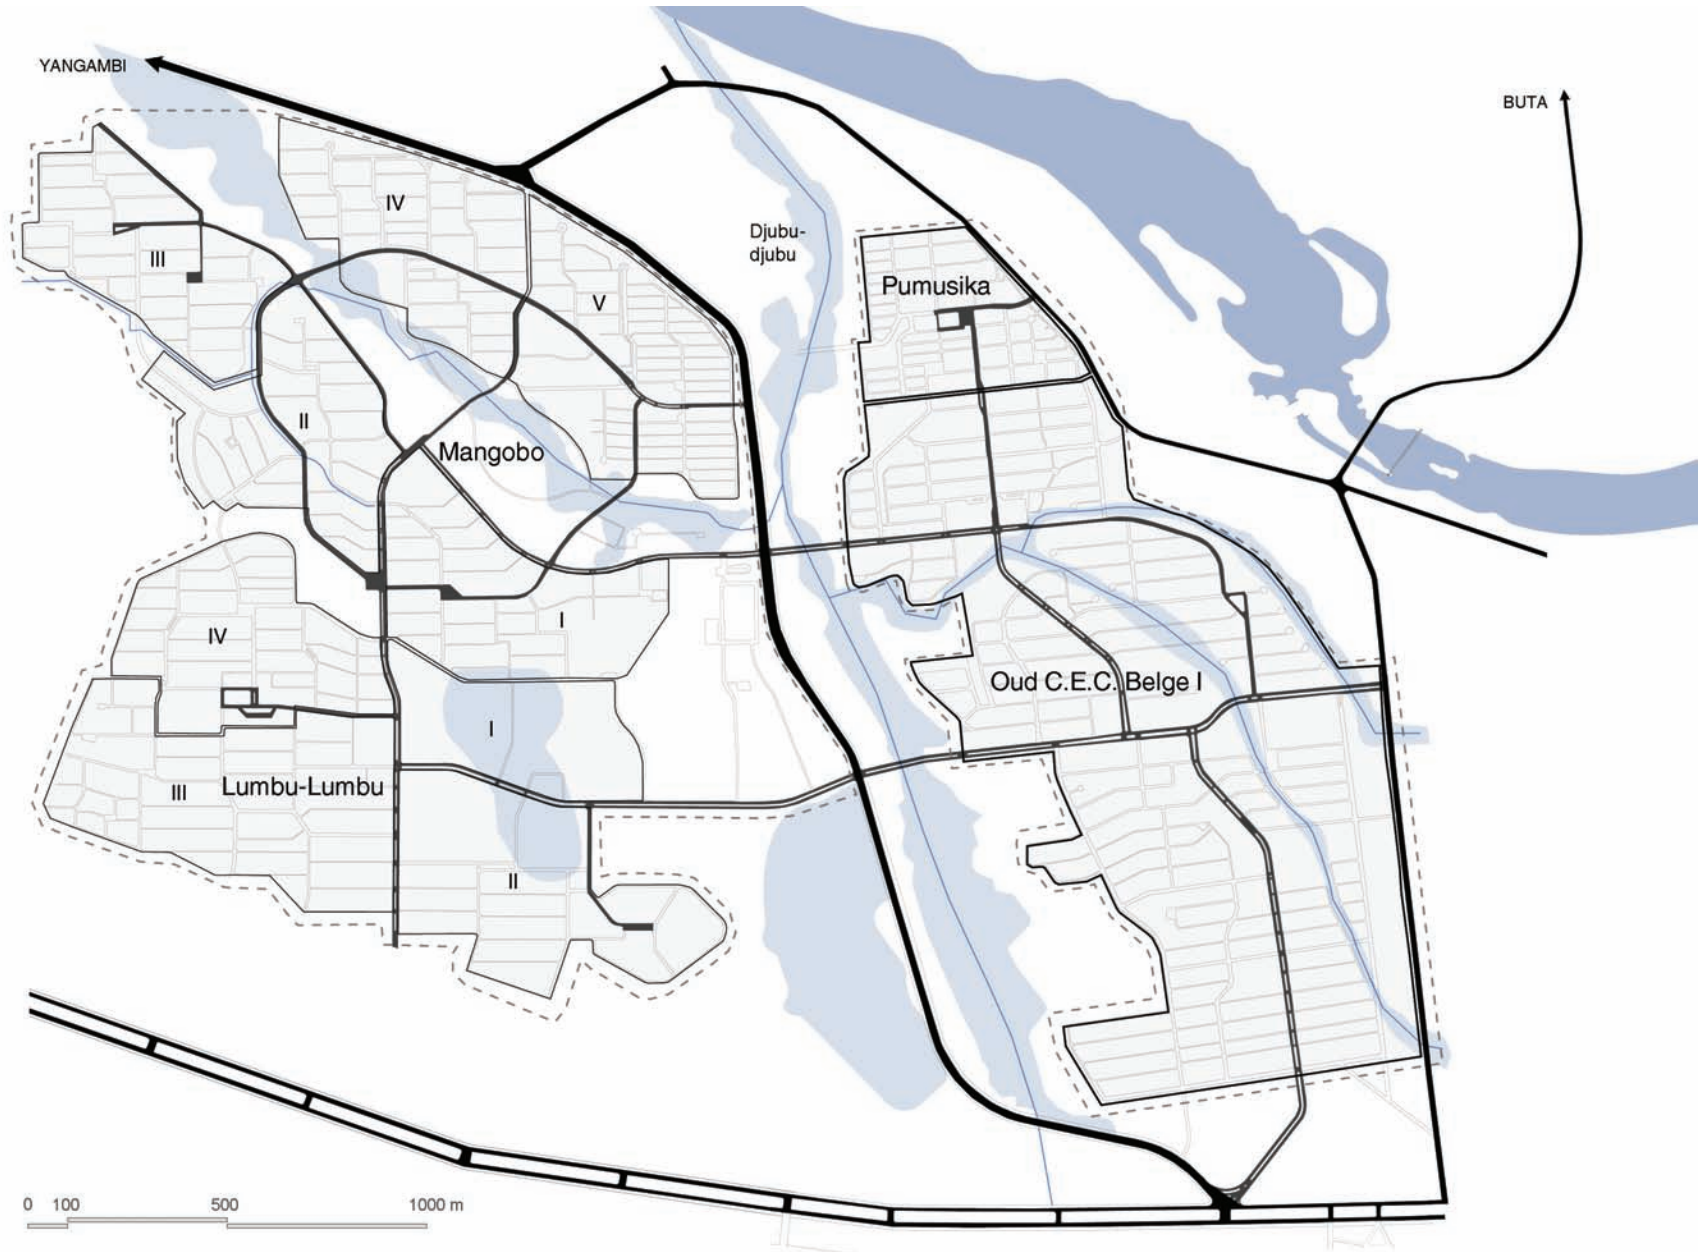 YANGAMBI
BUTA
IV
Djubu-
djubu
III
Pumusika
V
II
Mangobo
I
IV
Oud C.E.C. Belge I
I
III
Lumbu-Lumbu
II
0 100 500 1000 m